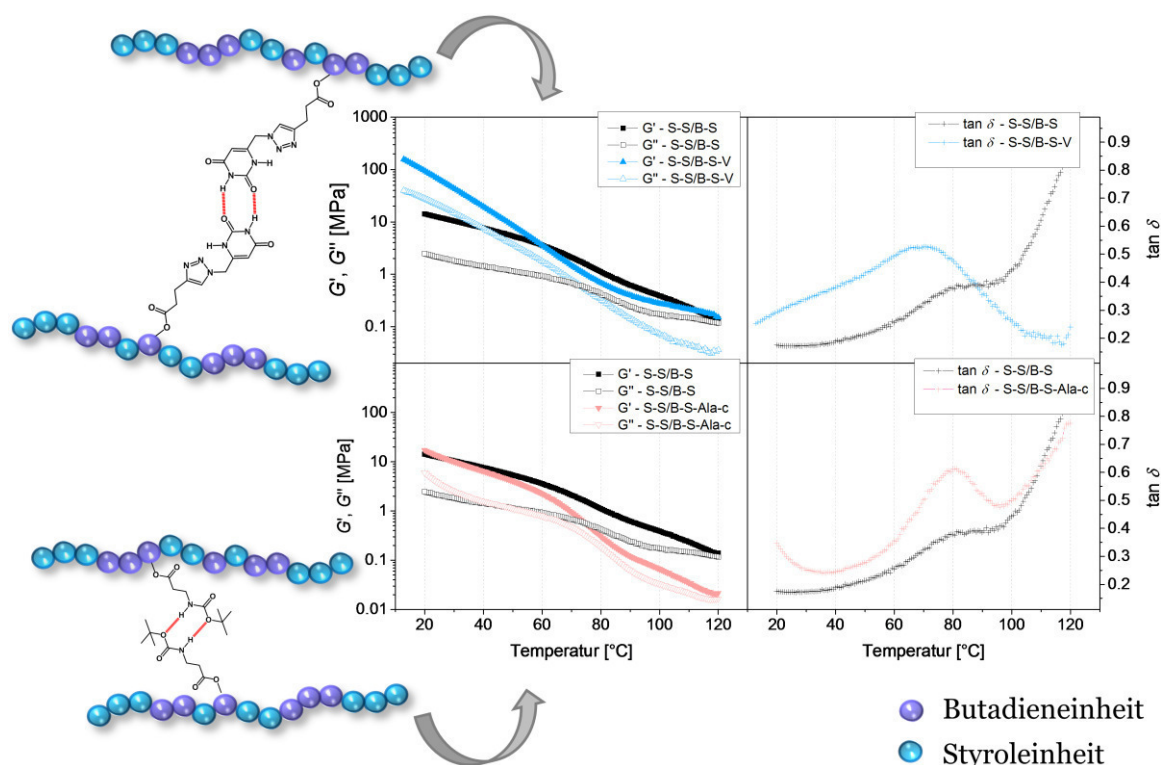 1000
100
10
1
0.1
G', G'' [MPa]
G' - S-S/B-S
G'' - S-S/B-S
G' - S-S/B-S-V
G'' - S-S/B-S-V
tan δ - S-S/B-S
tan δ - S-S/B-S-V
0.9
0.8
0.7
0.6
0.5
0.4
0.3
0.2
tan δ
100
10
1
0.1
0.01
G', G'' [MPa]
G' - S-S/B-S
G'' - S-S/B-S
G' - S-S/B-S-Ala-c
G'' - S-S/B-S-Ala-c
tan δ - S-S/B-S
tan δ - S-S/B-S-Ala-c
0.9
0.8
0.7
0.6
0.5
0.4
0.3
0.2
tan δ
20 40 60 80 100 120
Temperatur [°C]
20 40 60 80 100 120
Temperatur [°C]
O
O
N
N=N
O
N
H
N
H
O
O
H
H
N
N
O
O
N=N
N
O
O
O
O
H
N
O
O
O
H
O
N
O
O
Butadieneinheit
Styroleinheit